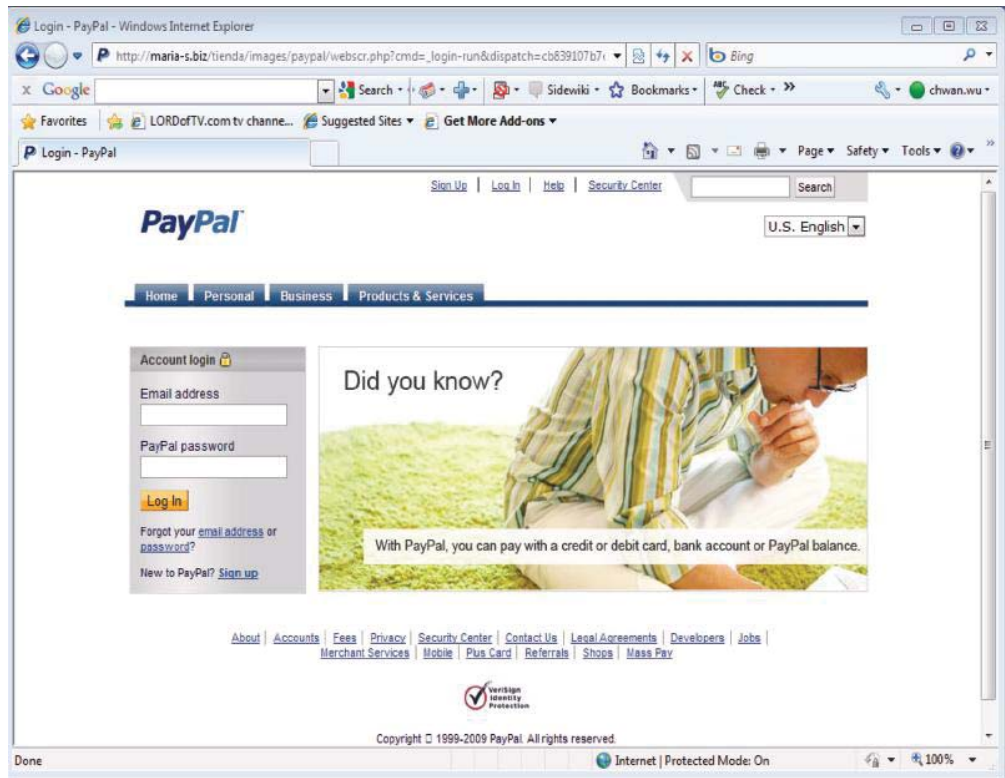 Login - PayPal - Windows Internet Explorer
http://maria-s.biz/tienda/images/paypal/webscr.php?cmd=_login-run&dispatch=cb839107b7 Bing
x Google Search Sidewiki Bookmarks ABC Check » chwan.wu
Favorites LORDofTV.com tv channe... Suggested Sites Get More Add-ons
Login - PayPal Page Safety Tools »
Sign Up | Log In | Help | Security Center Search
PayPal
U.S. English
Home Personal Business Products & Services
Account login
Did you know?
Email address
PayPal password
Log In
Forgot your email address or
password?
With PayPal, you can pay with a credit or debit card, bank account or PayPal balance.
New to PayPal? Sign up
About | Accounts | Fees | Privacy | Security Center | Contact Us | Legal Agreements | Developers | Jobs |
Merchant Services | Mobile | Plus Card | Referrals | Shops | Mass Pay
VeriSign
Identity
Protection
Copyright □ 1999-2009 PayPal. All rights reserved.
Done Internet | Protected Mode: On 100%